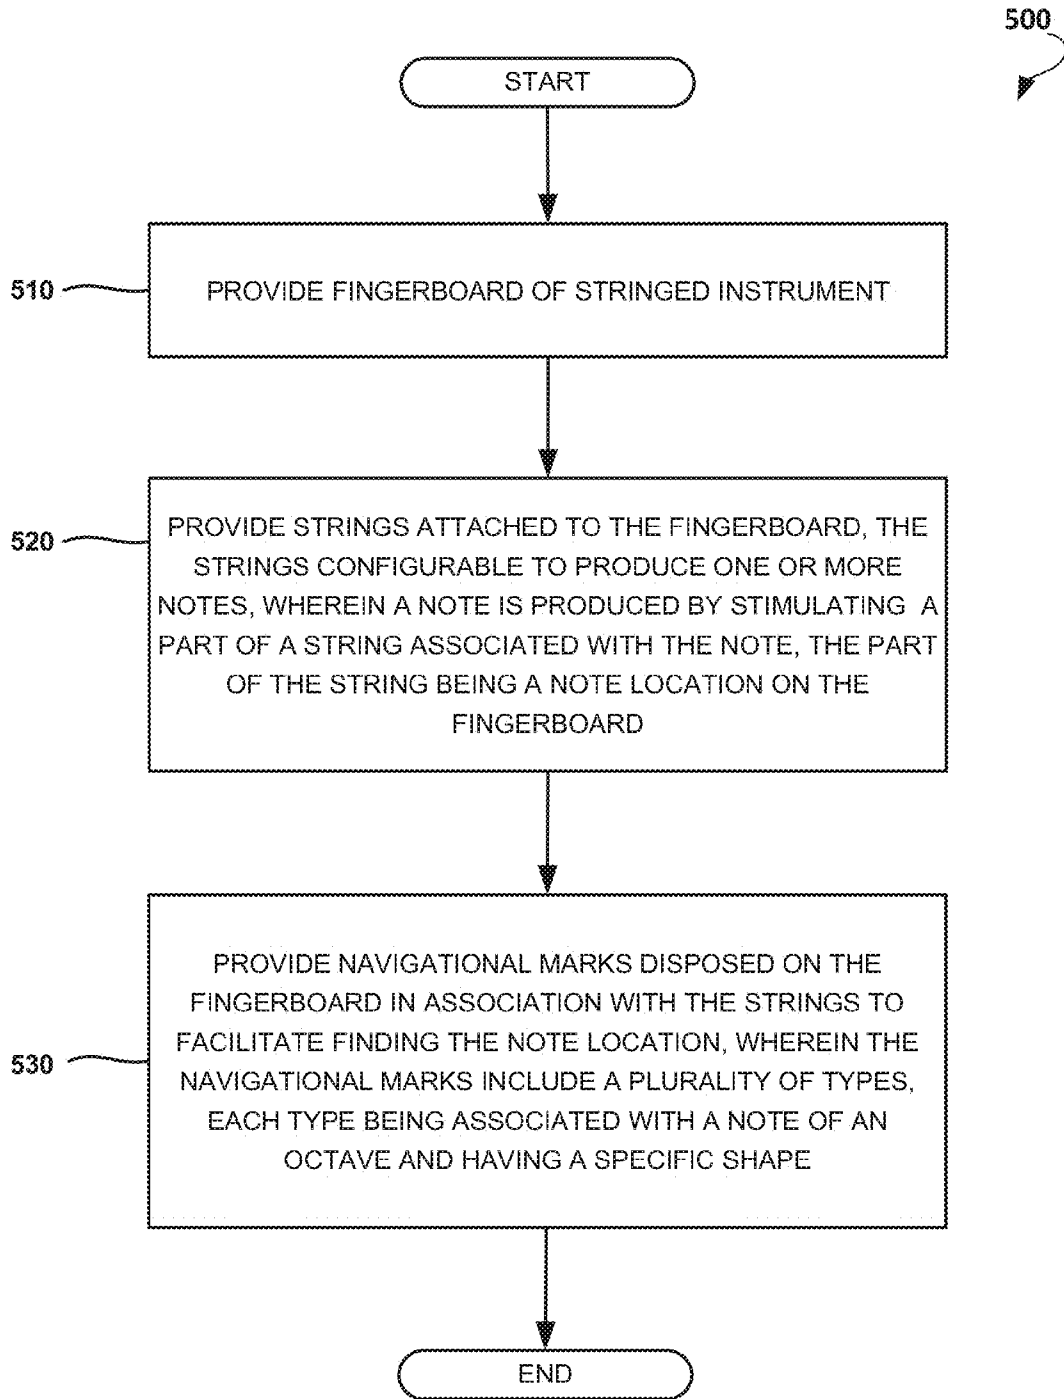 500
START
510
PROVIDE FINGERBOARD OF STRINGED INSTRUMENT
520
PROVIDE STRINGS ATTACHED TO THE FINGERBOARD, THE
STRINGS CONFIGURABLE TO PRODUCE ONE OR MORE
NOTES, WHEREIN A NOTE IS PRODUCED BY STIMULATING A
PART OF A STRING ASSOCIATED WITH THE NOTE, THE PART
OF THE STRING BEING A NOTE LOCATION ON THE
FINGERBOARD
530
PROVIDE NAVIGATIONAL MARKS DISPOSED ON THE
FINGERBOARD IN ASSOCIATION WITH THE STRINGS TO
FACILITATE FINDING THE NOTE LOCATION, WHEREIN THE
NAVIGATIONAL MARKS INCLUDE A PLURALITY OF TYPES,
EACH TYPE BEING ASSOCIATED WITH A NOTE OF AN
OCTAVE AND HAVING A SPECIFIC SHAPE
END